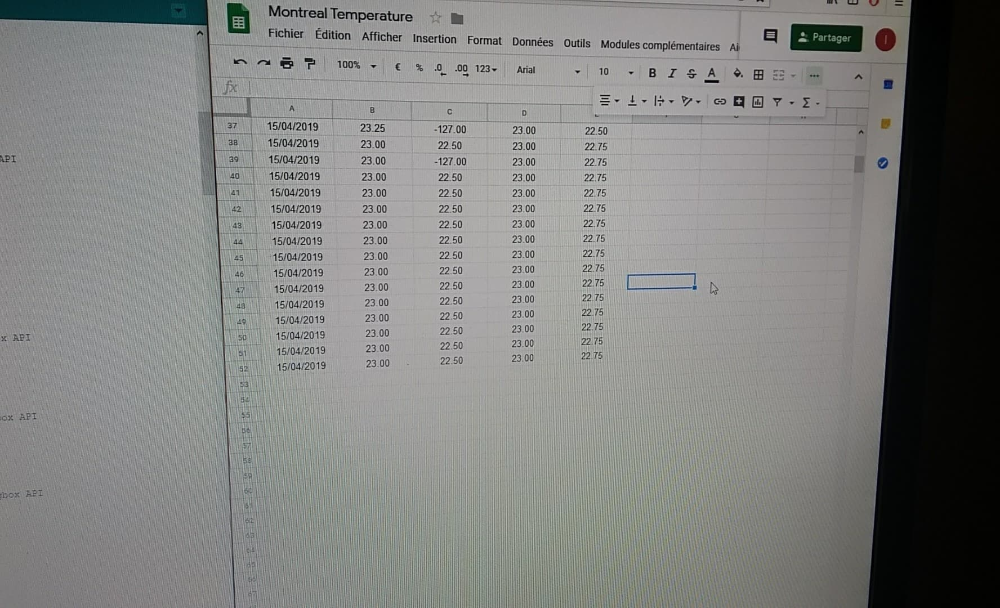 Montreal Temperature
Fichier Édition Afficher Insertion Format Données Outils Modules complémentaires Ai
Partager
I
100% € % .0 .00 123 Arial 10 B I S A
fx
A B C D
37 15/04/2019 23.25 -127.00 23.00 22.50
38 15/04/2019 23.00 22.50 23.00 22.75
39 15/04/2019 23.00 -127.00 23.00 22.75
40 15/04/2019 23.00 22.50 23.00 22.75
41 15/04/2019 23.00 22.50 23.00 22.75
42 15/04/2019 23.00 22.50 23.00 22.75
43 15/04/2019 23.00 22.50 23.00 22.75
44 15/04/2019 23.00 22.50 23.00 22.75
45 15/04/2019 23.00 22.50 23.00 22.75
46 15/04/2019 23.00 22.50 23.00 22.75
47 15/04/2019 23.00 22.50 23.00 22.75
48 15/04/2019 23.00 22.50 23.00 22.75
49 15/04/2019 23.00 22.50 23.00 22.75
50 15/04/2019 23.00 22.50 23.00 22.75
51 15/04/2019 23.00 22.50 23.00 22.75
52 15/04/2019 23.00 22.50 23.00 22.75
53
54
55
56
57
58
59
60
61
62
63
64
65
66
67
API
x API
ox API
gbox API